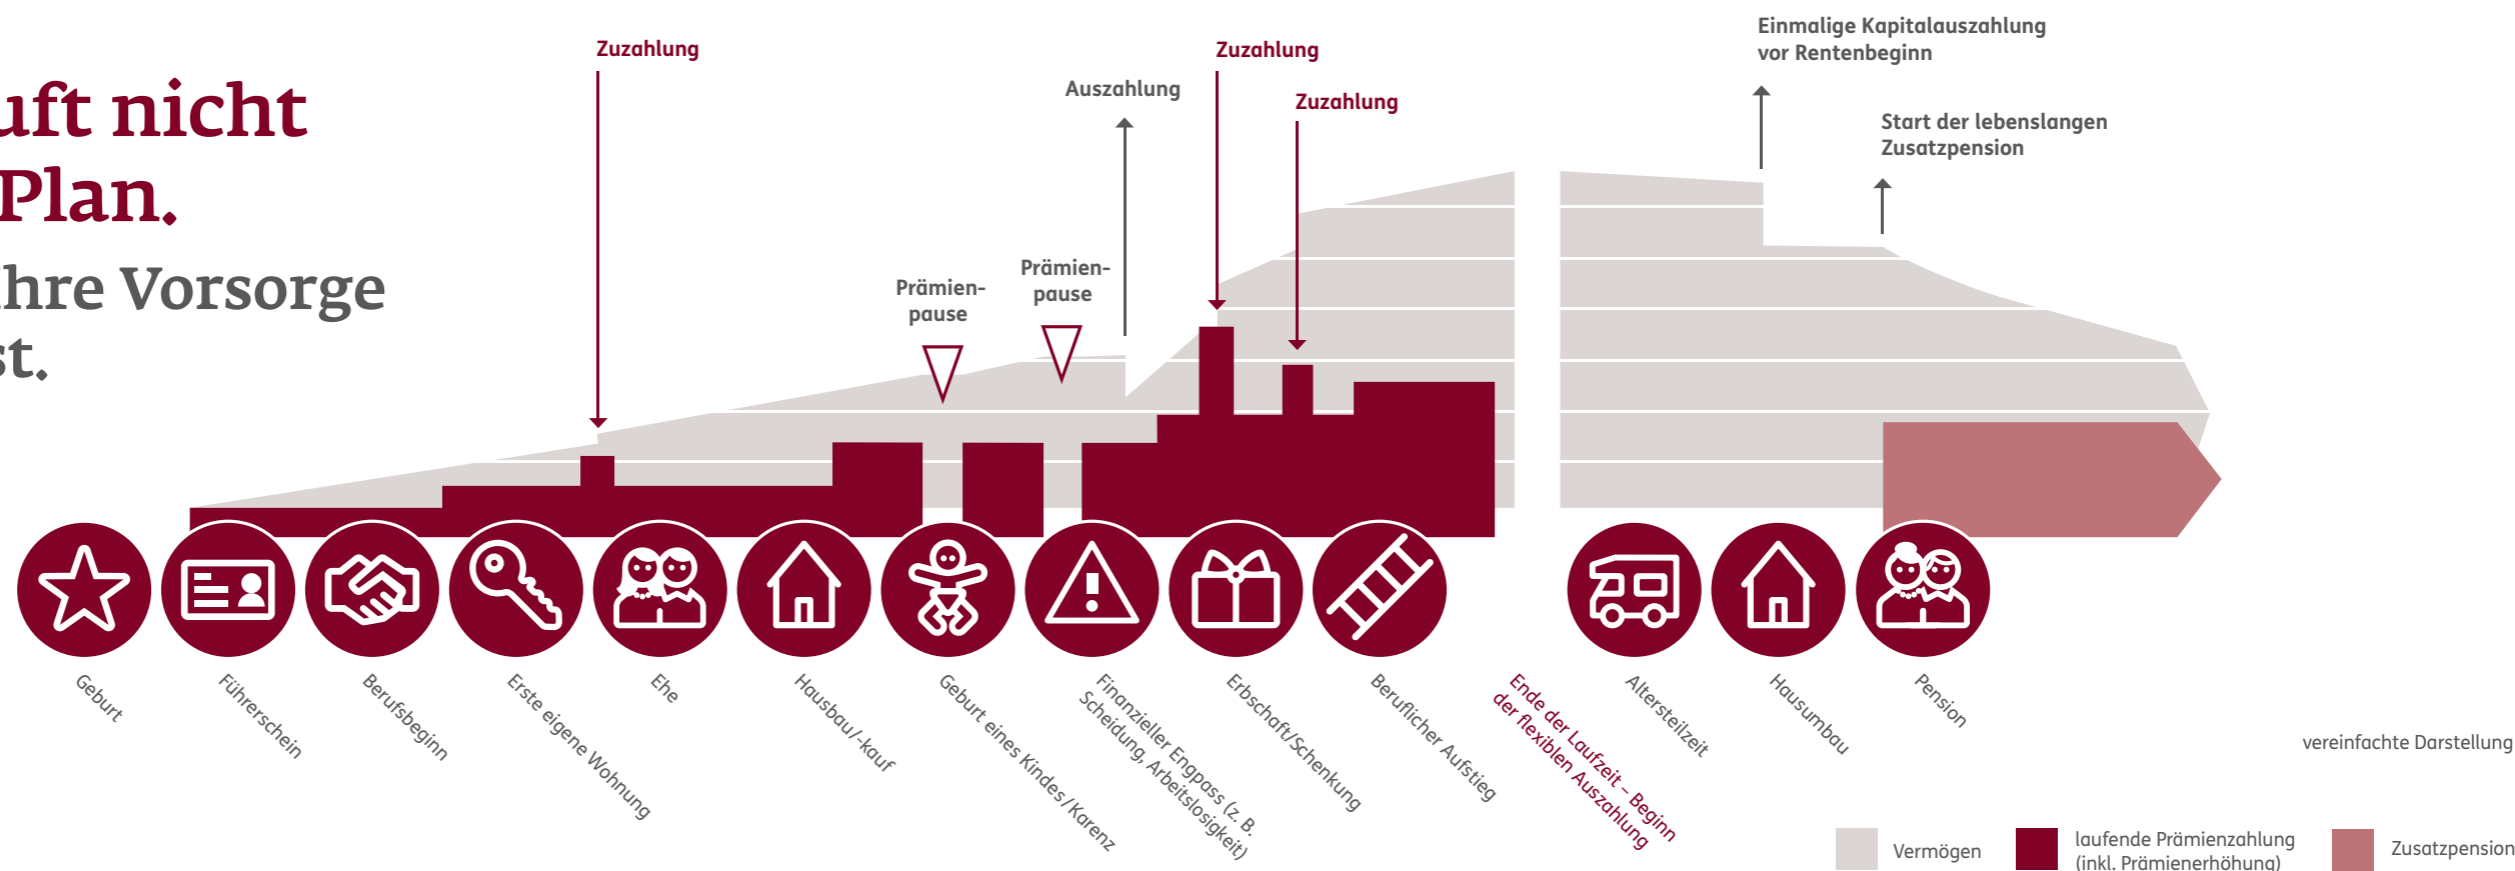 uft nicht
Plan.
Ihre Vorsorge
st.
Zuzahlung
Prämien-
pause
Prämien-
pause
Auszahlung
Zuzahlung
Zuzahlung
Einmalige Kapitalauszahlung
vor Rentenbeginn
Start der lebenslangen
Zusatzpension
Geburt
Führerschein
Berufsbeginn
Erste eigene Wohnung
Ehe
Hausbau/-kauf
Geburt eines Kindes/Karenz
Finanzieller Engpass (z. B.
Scheidung, Arbeitslosigkeit)
Erbschaft/Schenkung
Beruflicher Aufstieg
Ende der Laufzeit – Beginn
der flexiblen Auszahlung
Altersteilzeit
Hausumbau
Pension
vereinfachte Darstellung
Vermögen
laufende Prämienzahlung
(inkl. Prämienerhöhung)
Zusatzpension